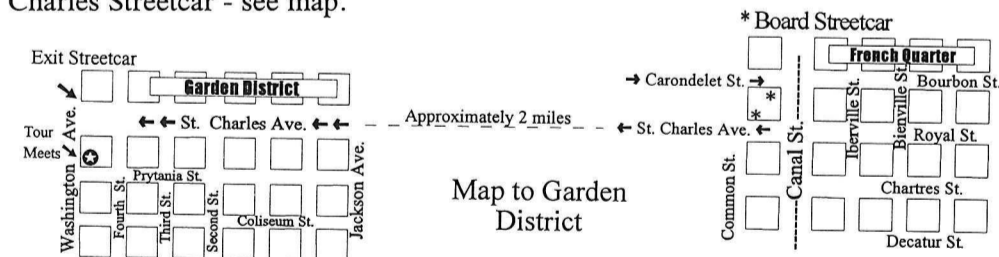 Charles Streetcar - see map.
* Board Streetcar
Exit Streetcar
Garden District
French Quarter
→ Carondelet St. →
Bourbon St.
← ← St. Charles Ave. ← ←
Approximately 2 miles
← St. Charles Ave. ←
*
*
Royal St.
Tour
Meets
Washington Ave.
Prytania St.
Fourth St.
Third St.
Second St.
Coliseum St.
Jackson Ave.
Map to Garden
District
Common St.
Canal St.
Iberville St.
Bienville St.
Chartres St.
Decatur St.